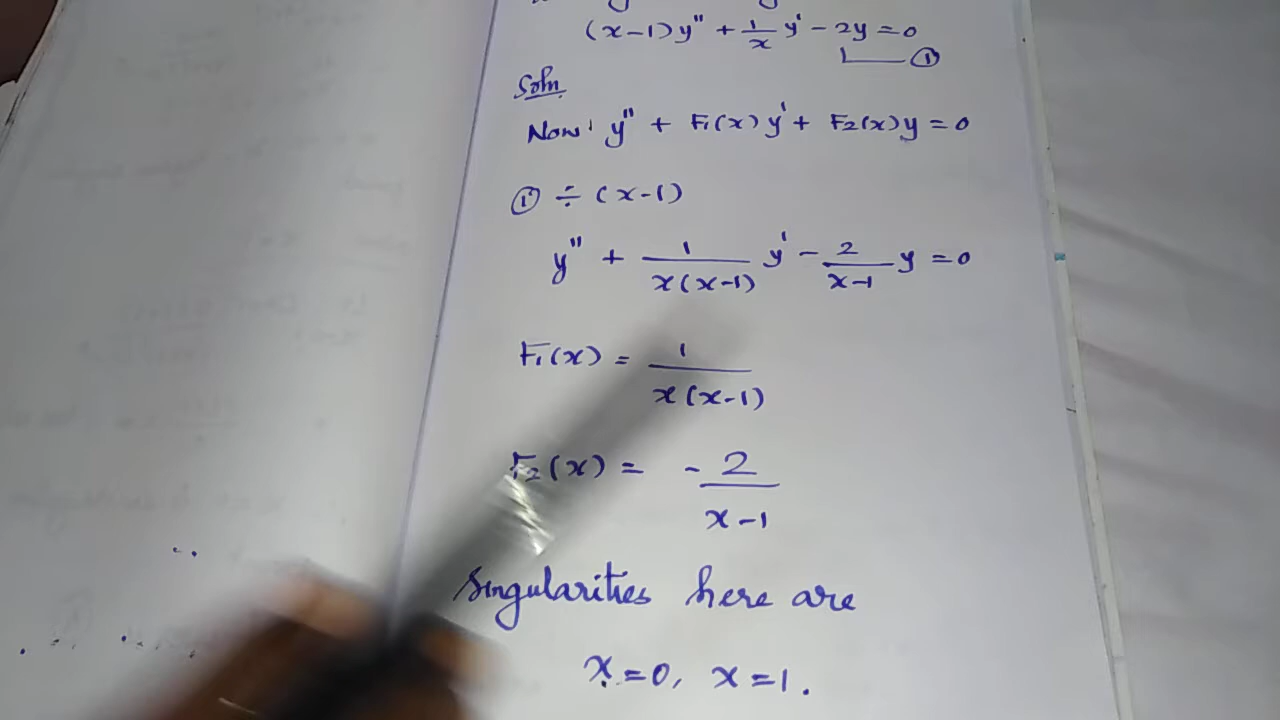 (x-1)y" + 1/x y' - 2y = 0
①
Soln.
Now: y" + F₁(x)y' + F₂(x)y = 0
① ÷ (x-1)
y" + 1/x(x-1) y' - 2/x-1 y = 0
F₁(x) = 1/x(x-1)
F₂(x) = - 2/x-1
Singularities here are
x=0, x=1.